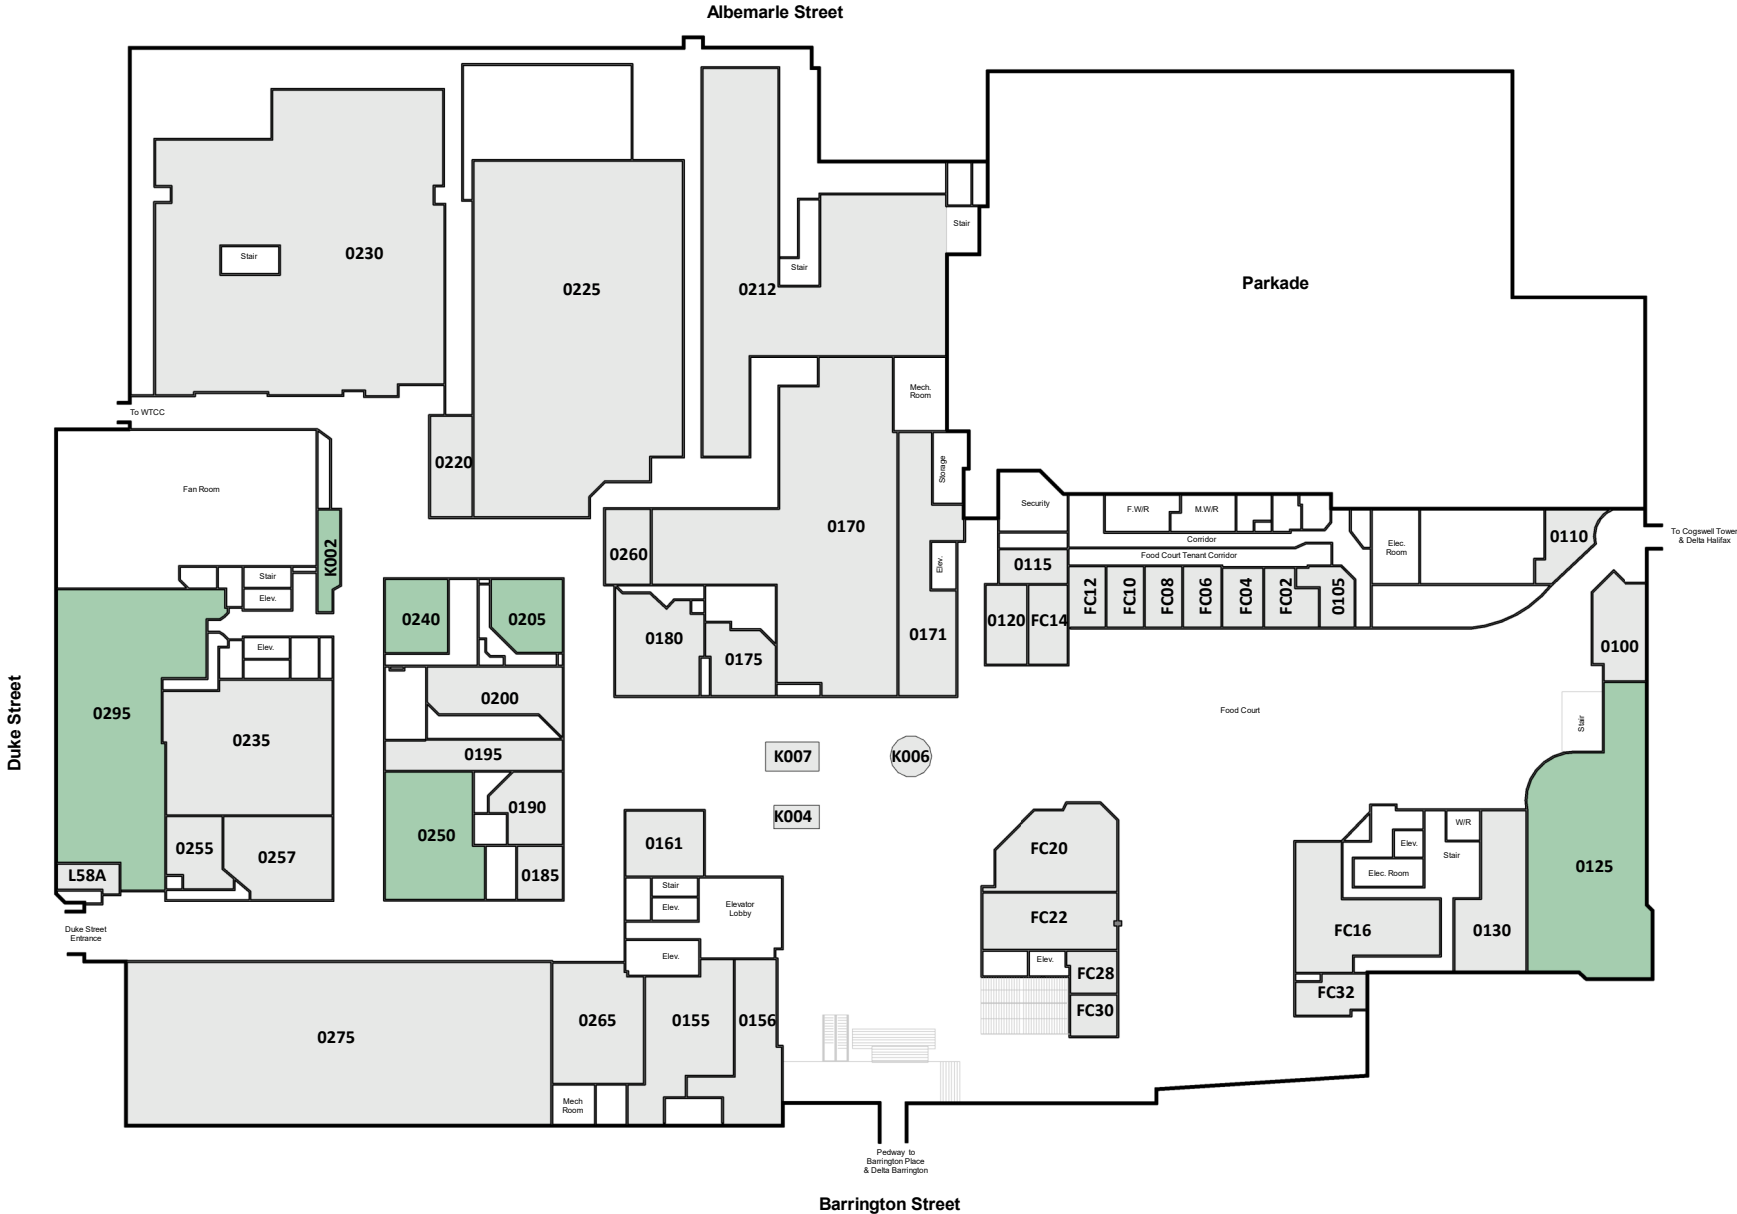 Albemarle Street
0230
Stair
0225
0212
Stair
Stair
Parkade
Mech.
Room
To WTCC
0220
Storage
Fan Room
Security
F.W/R
M.W/R
Corridor
Food Court Tenant Corridor
Elec.
Room
0110
To Cogswell Tower
& Delta Halifax
0170
0260
Elev.
K002
Stair
Elev.
0115
FC12
FC10
FC08
FC06
FC04
FC02
0105
0240
0205
0180
0175
0171
0120
FC14
0100
Elev.
Duke Street
0295
0235
0200
0195
K007
K006
Food Court
Stair
0190
0250
K004
0161
FC20
W/R
Elev.
Stair
Elec. Room
0255
0257
L58A
0185
Stair
Elev.
Elevator
Lobby
FC22
FC16
0130
0125
Duke Street
Entrance
Elev.
Elev.
FC28
FC30
FC32
0275
0265
0155
0156
Mech
Room
Pedway to
Barrington Place
& Delta Barrington
Barrington Street